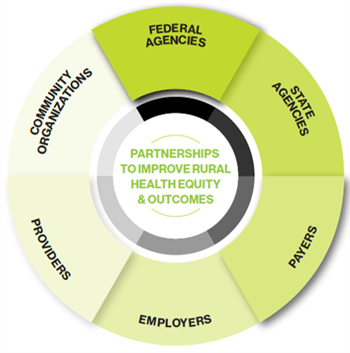 FEDERAL
AGENCIES
STATE
AGENCIES
PAYERS
EMPLOYERS
PROVIDERS
COMMUNITY
ORGANIZATIONS
PARTNERSHIPS
TO IMPROVE RURAL
HEALTH EQUITY
& OUTCOMES